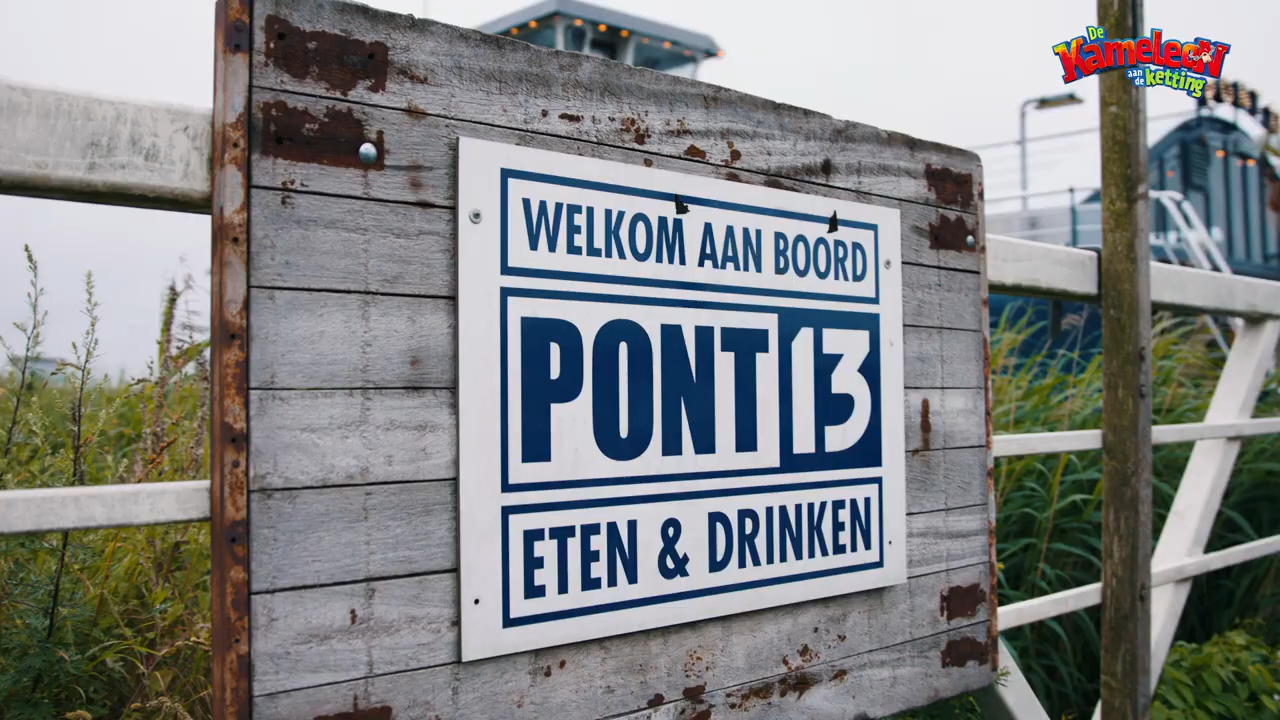 De
KameleoN
aan de ketting
WELKOM AAN BOORD
PONT 13
ETEN & DRINKEN